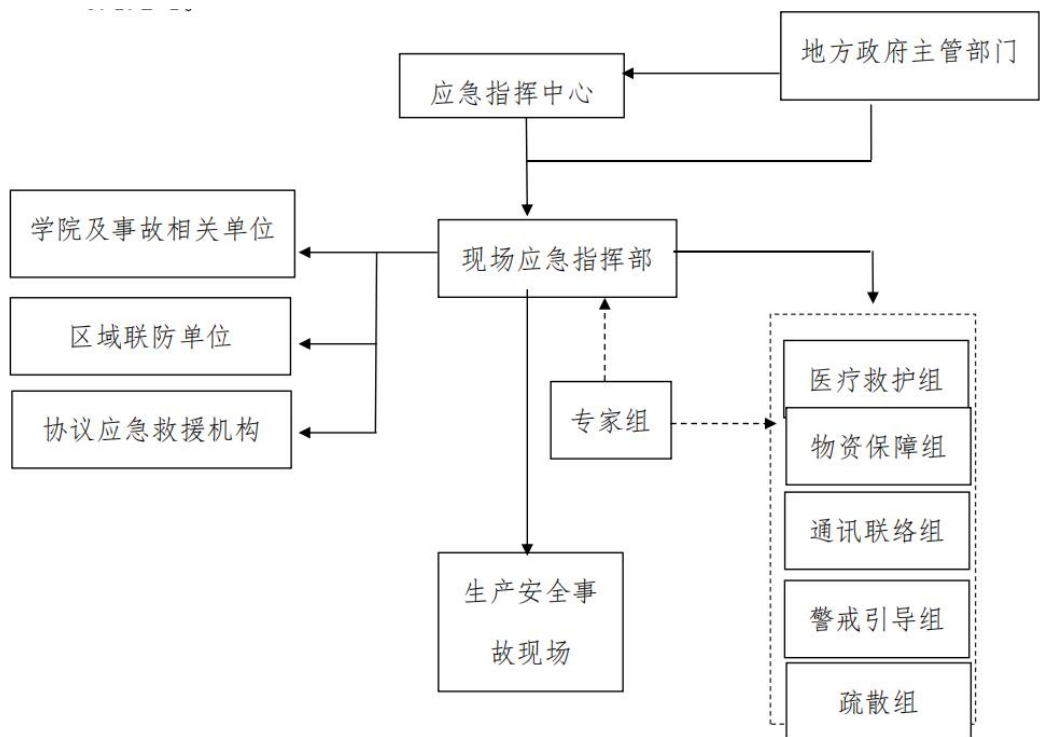 地方政府主管部门
应急指挥中心
学院及事故相关单位
现场应急指挥部
区域联防单位
医疗救护组
协议应急救援机构
专家组
物资保障组
通讯联络组
生产安全事
故现场
警戒引导组
疏散组